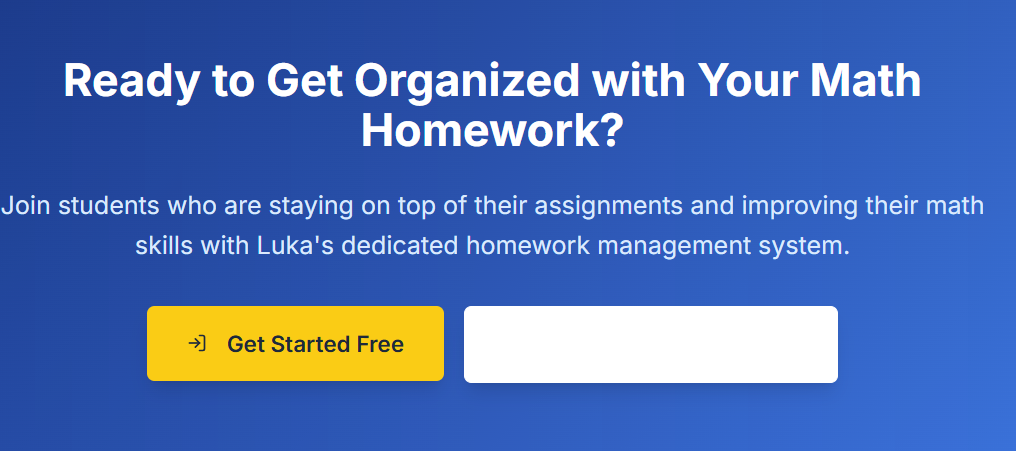 Ready to Get Organized with Your Math
Homework?
Join students who are staying on top of their assignments and improving their math
skills with Luka's dedicated homework management system.
Get Started Free